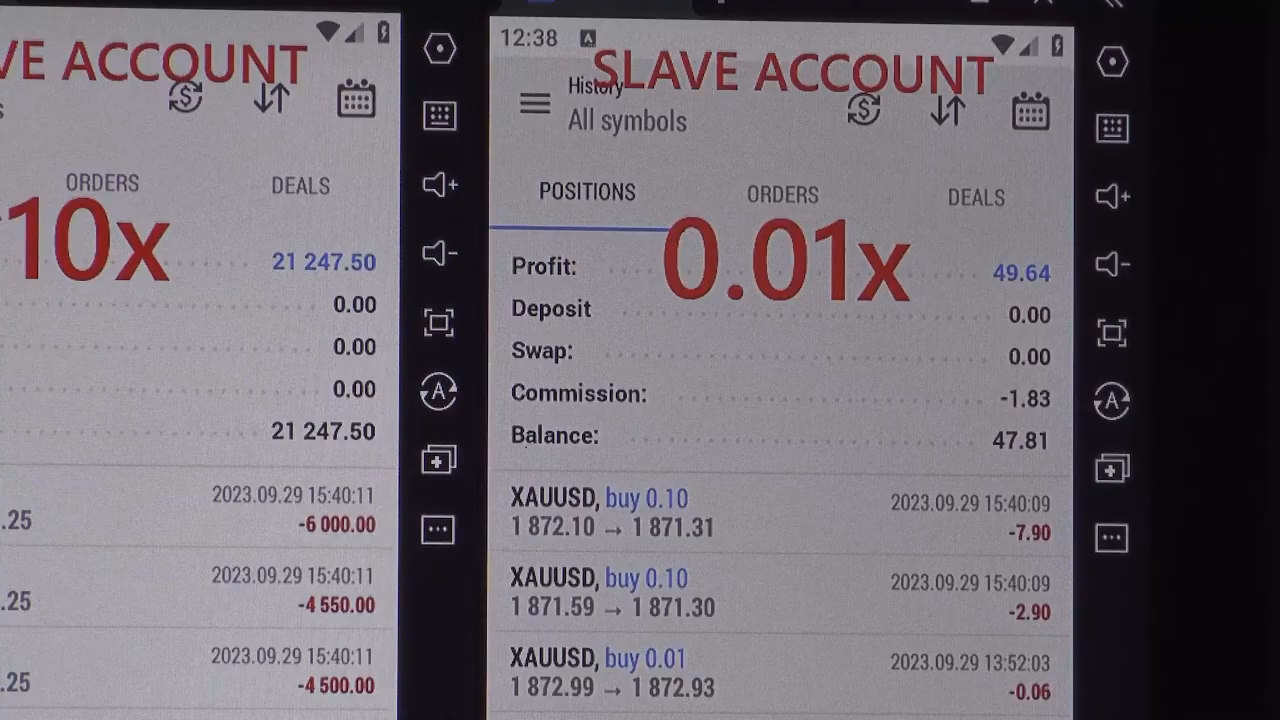 VE ACCOUNT
ORDERS DEALS
10x
21 247.50
0.00
0.00
0.00
21 247.50
2023.09.29 15:40:11
.25 -6 000.00
2023.09.29 15:40:11
.25 -4 550.00
2023.09.29 15:40:11
.25 -4 500.00
12:38 A
SLAVE ACCOUNT
History
All symbols
POSITIONS ORDERS DEALS
0.01x
Profit: 49.64
Deposit 0.00
Swap: 0.00
Commission: -1.83
Balance: 47.81
XAUUSD, buy 0.10 2023.09.29 15:40:09
1 872.10 → 1 871.31 -7.90
XAUUSD, buy 0.10 2023.09.29 15:40:09
1 871.59 → 1 871.30 -2.90
XAUUSD, buy 0.01 2023.09.29 13:52:03
1 872.99 → 1 872.93 -0.06